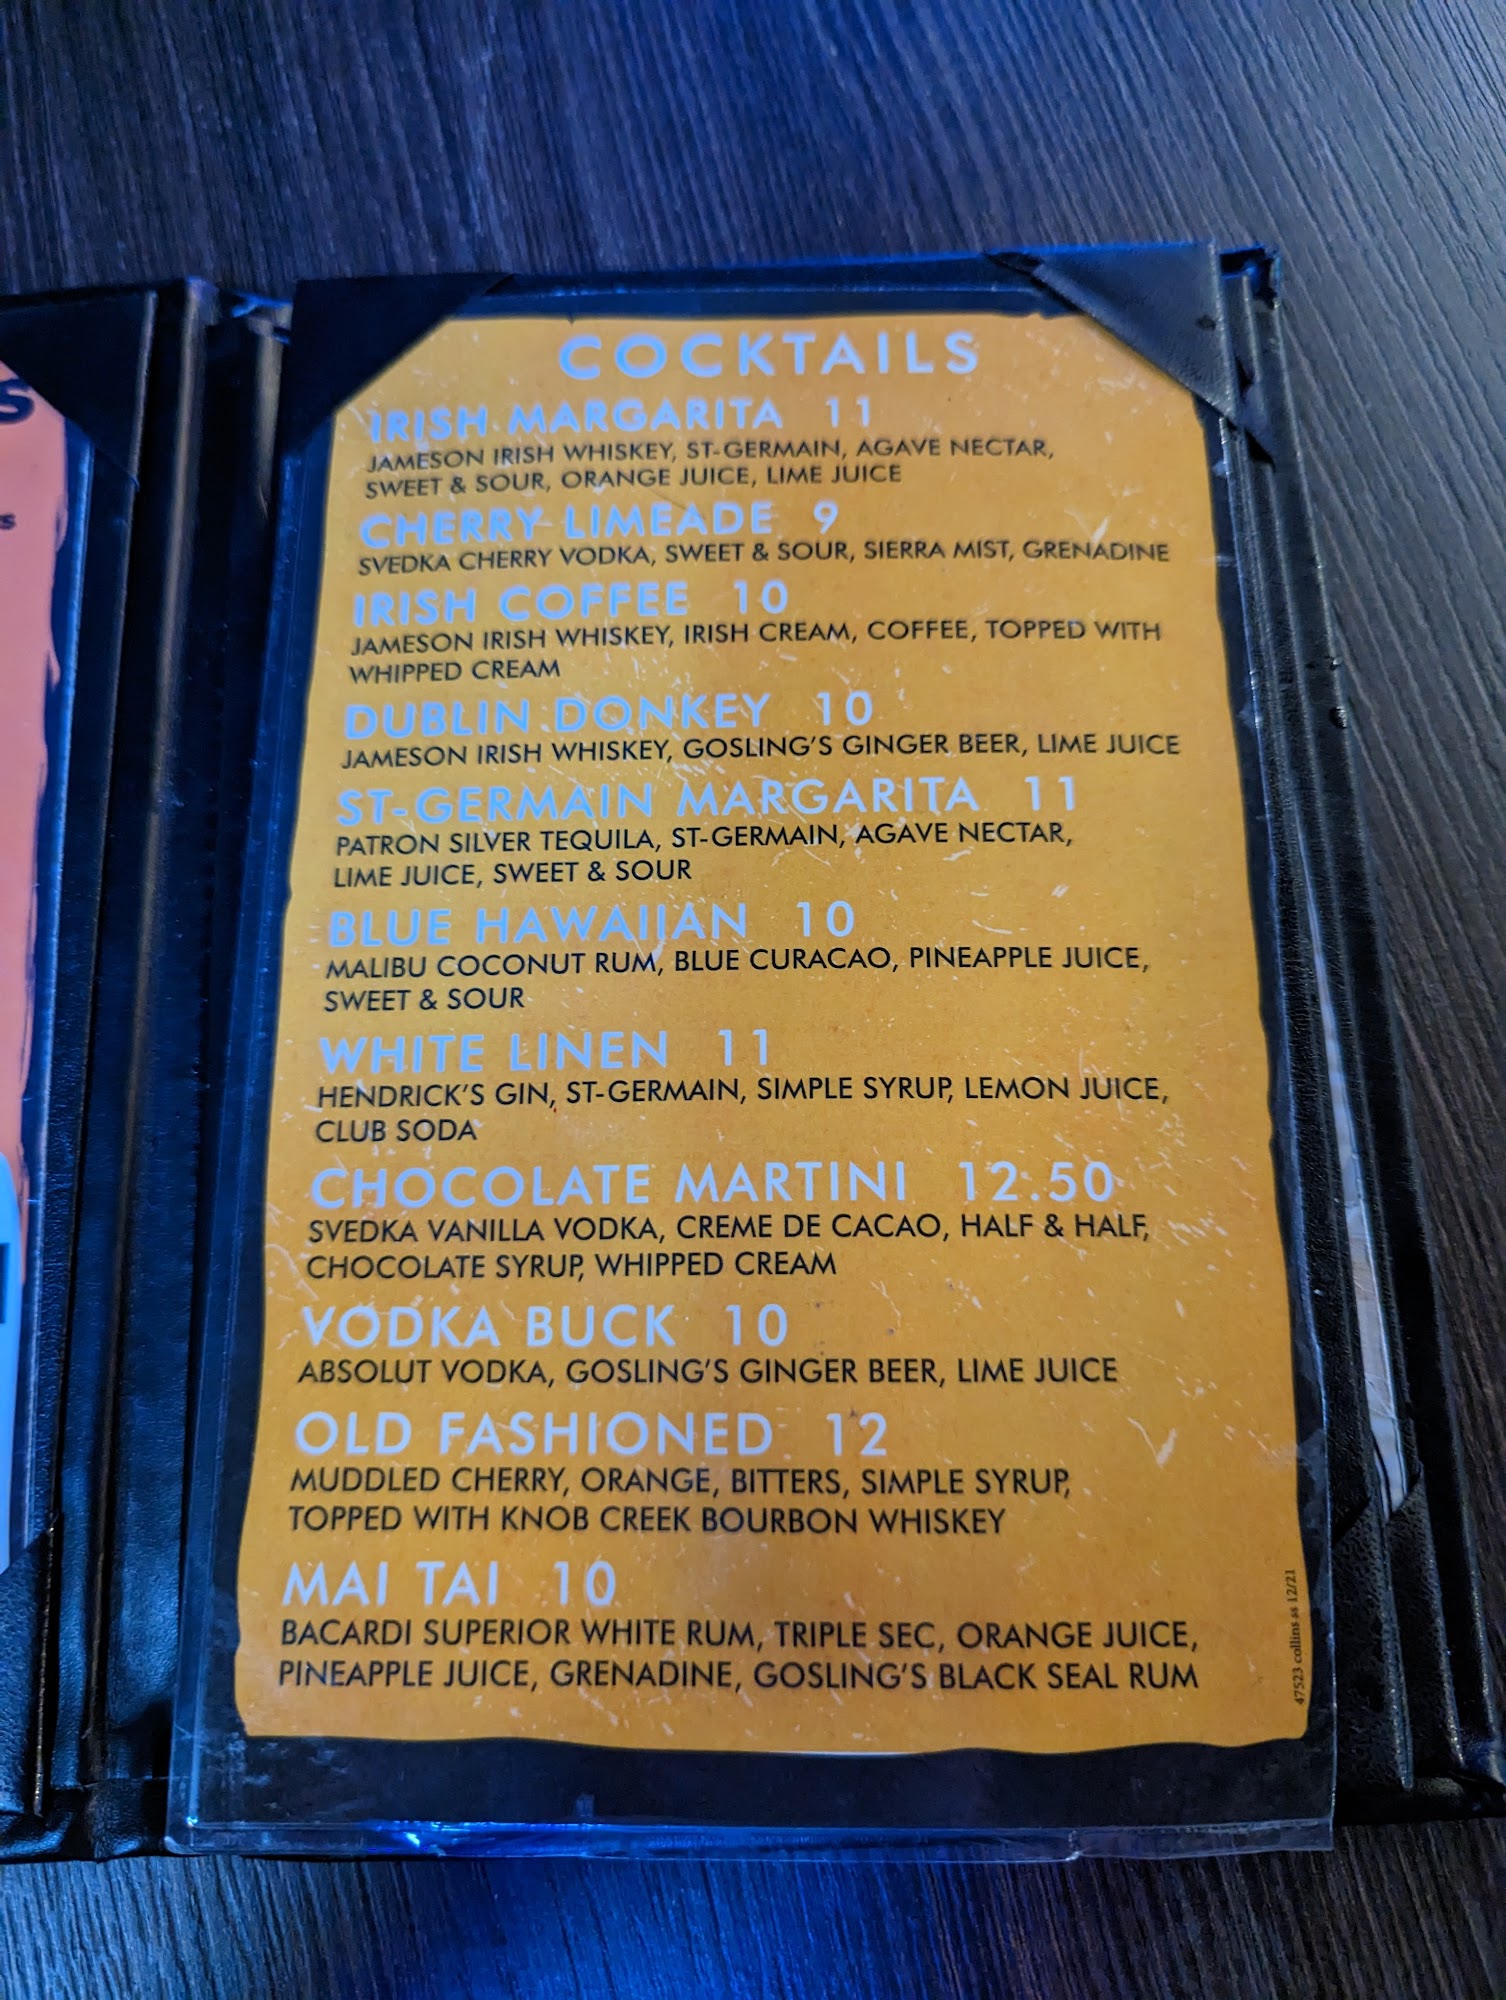 S
S
COCKTAILS
IRISH MARGARITA 11
JAMESON IRISH WHISKEY, ST-GERMAIN, AGAVE NECTAR,
SWEET & SOUR, ORANGE JUICE, LIME JUICE
CHERRY LIMEADE 9
SVEDKA CHERRY VODKA, SWEET & SOUR, SIERRA MIST, GRENADINE
IRISH COFFEE 10
JAMESON IRISH WHISKEY, IRISH CREAM, COFFEE, TOPPED WITH
WHIPPED CREAM
DUBLIN DONKEY 10
JAMESON IRISH WHISKEY, GOSLING'S GINGER BEER, LIME JUICE
ST-GERMAIN MARGARITA 11
PATRON SILVER TEQUILA, ST-GERMAIN, AGAVE NECTAR,
LIME JUICE, SWEET & SOUR
BLUE HAWAIIAN 10
MALIBU COCONUT RUM, BLUE CURACAO, PINEAPPLE JUICE,
SWEET & SOUR
WHITE LINEN 11
HENDRICK'S GIN, ST-GERMAIN, SIMPLE SYRUP, LEMON JUICE,
CLUB SODA
CHOCOLATE MARTINI 12.50
SVEDKA VANILLA VODKA, CREME DE CACAO, HALF & HALF,
CHOCOLATE SYRUP, WHIPPED CREAM
VODKA BUCK 10
ABSOLUT VODKA, GOSLING'S GINGER BEER, LIME JUICE
OLD FASHIONED 12
MUDDLED CHERRY, ORANGE, BITTERS, SIMPLE SYRUP,
TOPPED WITH KNOB CREEK BOURBON WHISKEY
MAI TAI 10
BACARDI SUPERIOR WHITE RUM, TRIPLE SEC, ORANGE JUICE,
PINEAPPLE JUICE, GRENADINE, GOSLING'S BLACK SEAL RUM
47523 collins ss 12/21